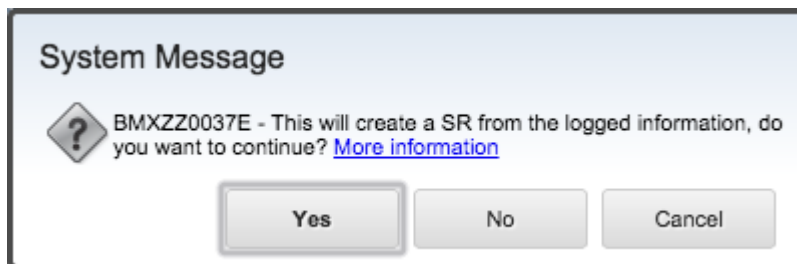 System Message
?
BMXZZ0037E - This will create a SR from the logged information, do
you want to continue? More information
Yes
No
Cancel